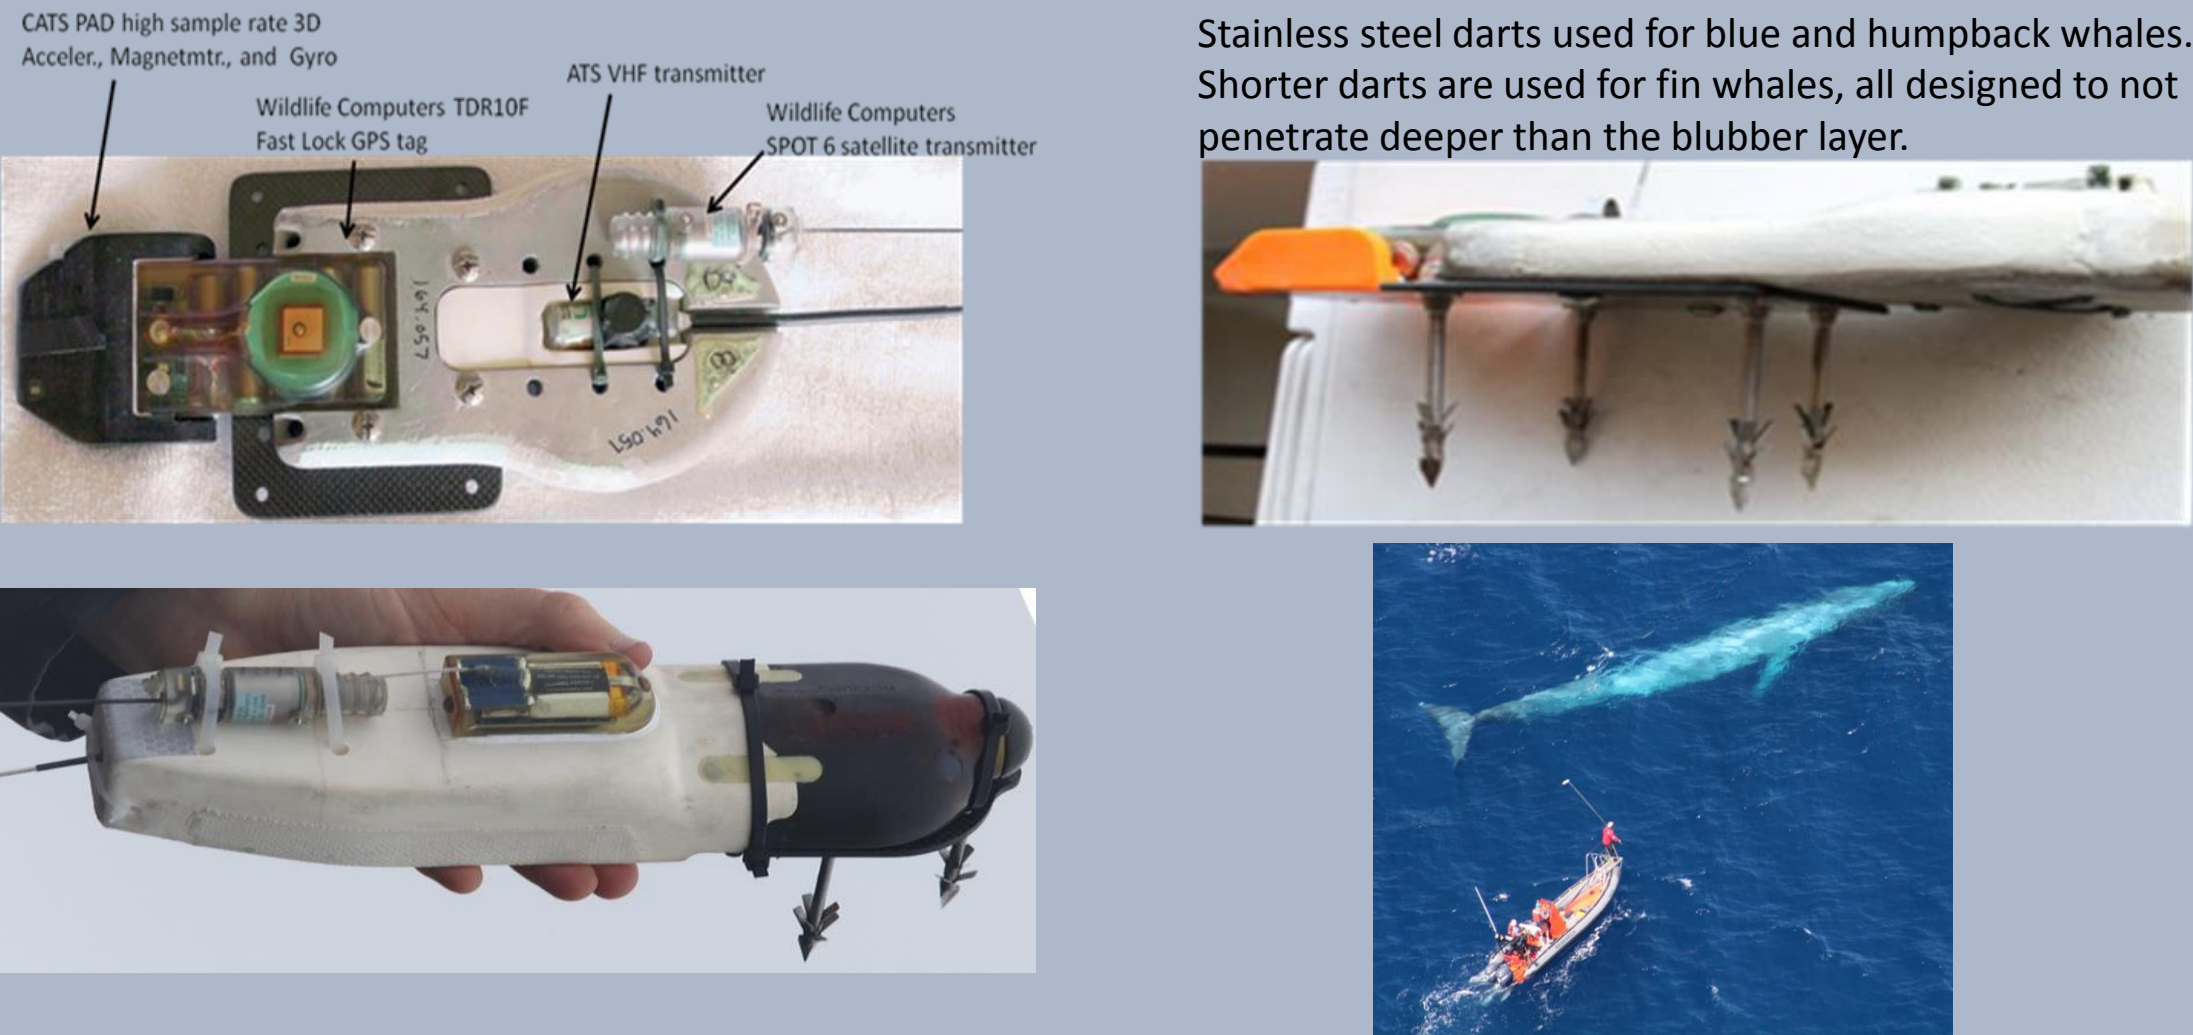 CATS PAD high sample rate 3D
Acceler., Magnetmtr., and Gyro
Wildlife Computers TDR10F
Fast Lock GPS tag
ATS VHF transmitter
Wildlife Computers
SPOT 6 satellite transmitter
Stainless steel darts used for blue and humpback whales.
Shorter darts are used for fin whales, all designed to not
penetrate deeper than the blubber layer.
164.057
164.057